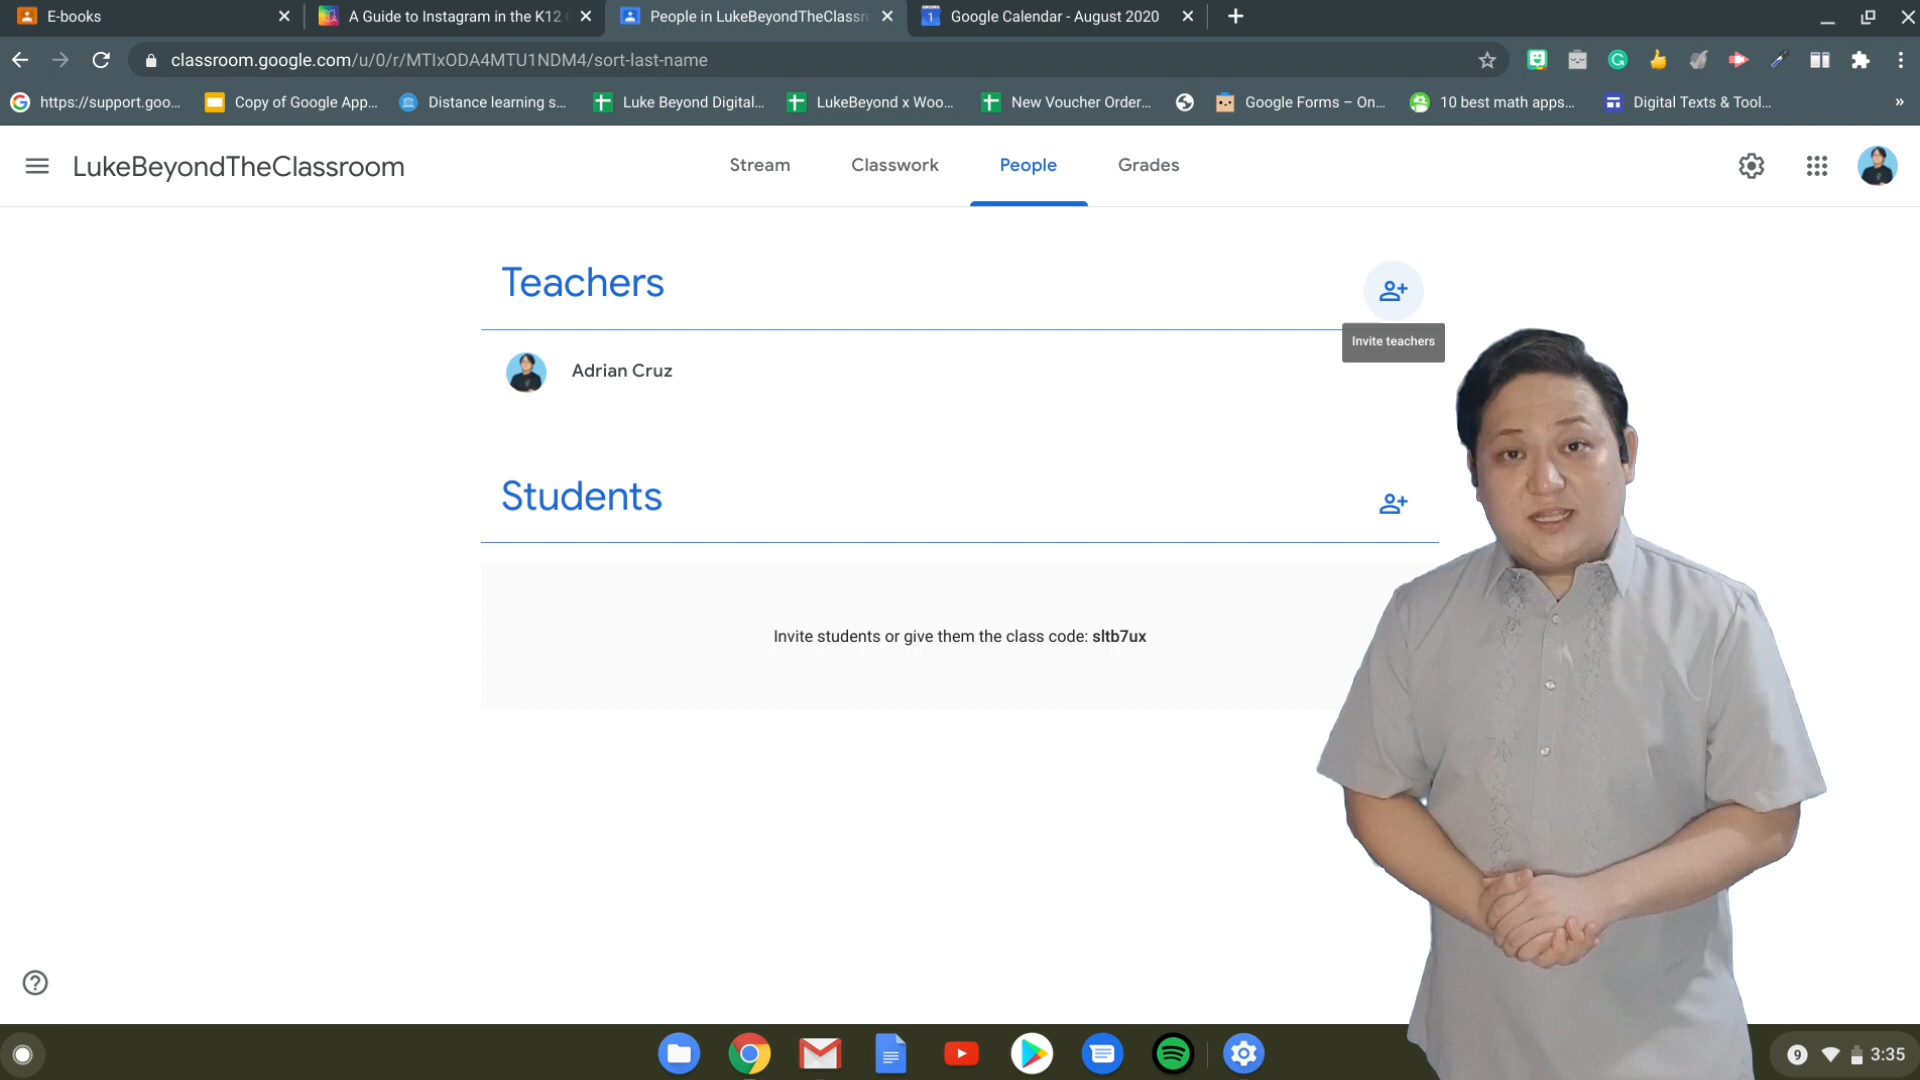 E-books
A Guide to Instagram in the K12
People in LukeBeyondTheClassr
Google Calendar - August 2020
classroom.google.com/u/0/r/MTIxODA4MTU1NDM4/sort-last-name
https://support.goo...
Copy of Google App...
Distance learning s...
Luke Beyond Digital...
LukeBeyond x Woo...
New Voucher Order...
Google Forms – On...
10 best math apps...
Digital Texts & Tool...
»
LukeBeyondTheClassroom
Stream
Classwork
People
Grades
Teachers
Invite teachers
Adrian Cruz
Students
Invite students or give them the class code: sltb7ux
9
3:35